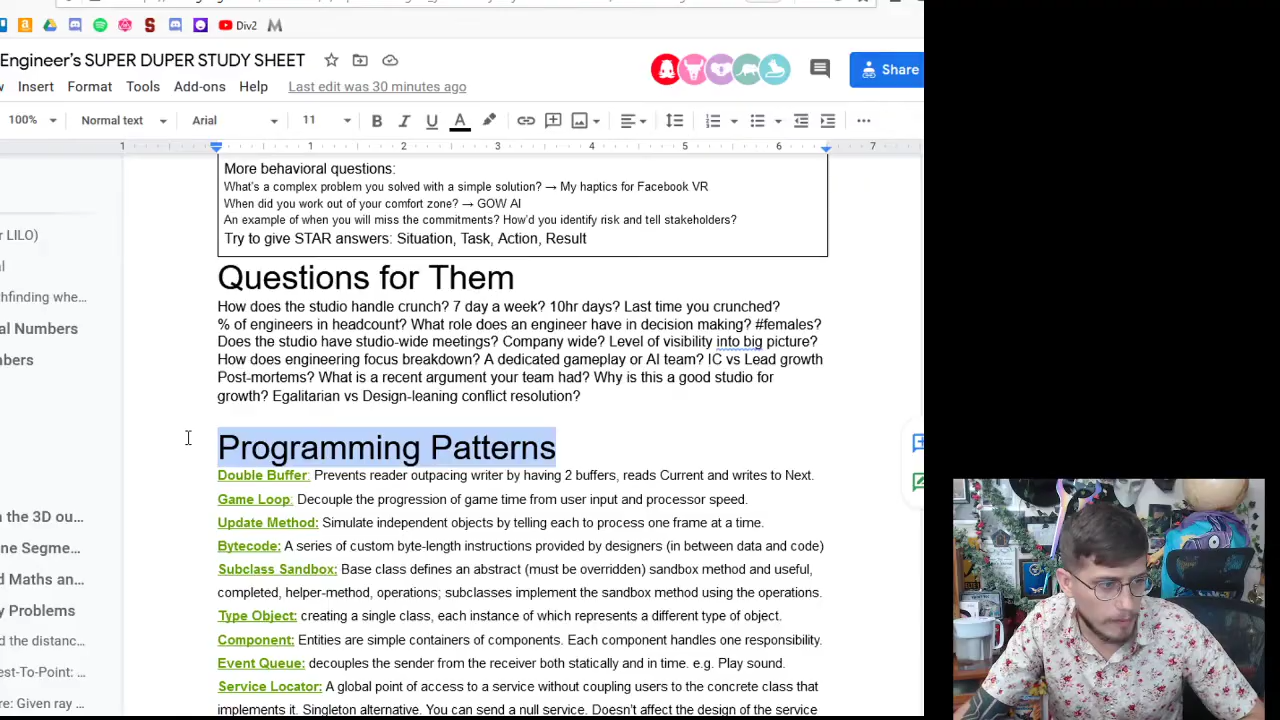 Div2
Engineer's SUPER DUPER STUDY SHEET
Share
Insert Format Tools Add-ons Help Last edit was 30 minutes ago
100% Normal text Arial 11 B I U A
1 1 2 3 4 5 6 7
More behavioral questions:
What's a complex problem you solved with a simple solution? → My haptics for Facebook VR
When did you work out of your comfort zone? → GOW AI
An example of when you will miss the commitments? How'd you identify risk and tell stakeholders?
Try to give STAR answers: Situation, Task, Action, Result
Questions for Them
How does the studio handle crunch? 7 day a week? 10hr days? Last time you crunched?
% of engineers in headcount? What role does an engineer have in decision making? #females?
Does the studio have studio-wide meetings? Company wide? Level of visibility into big picture?
How does engineering focus breakdown? A dedicated gameplay or AI team? IC vs Lead growth
Post-mortems? What is a recent argument your team had? Why is this a good studio for
growth? Egalitarian vs Design-leaning conflict resolution?
Programming Patterns
Double Buffer: Prevents reader outpacing writer by having 2 buffers, reads Current and writes to Next.
Game Loop: Decouple the progression of game time from user input and processor speed.
Update Method: Simulate independent objects by telling each to process one frame at a time.
Bytecode: A series of custom byte-length instructions provided by designers (in between data and code)
Subclass Sandbox: Base class defines an abstract (must be overridden) sandbox method and useful,
completed, helper-method, operations; subclasses implement the sandbox method using the operations.
Type Object: creating a single class, each instance of which represents a different type of object.
Component: Entities are simple containers of components. Each component handles one responsibility.
Event Queue: decouples the sender from the receiver both statically and in time. e.g. Play sound.
Service Locator: A global point of access to a service without coupling users to the concrete class that
implements it. Singleton alternative. You can send a null service. Doesn't affect the design of the service
r LILO)
al
thfinding whe...
al Numbers
bers
n the 3D ou...
ne Segme...
d Maths an...
y Problems
d the distanc...
est-To-Point: ...
re: Given ray ...